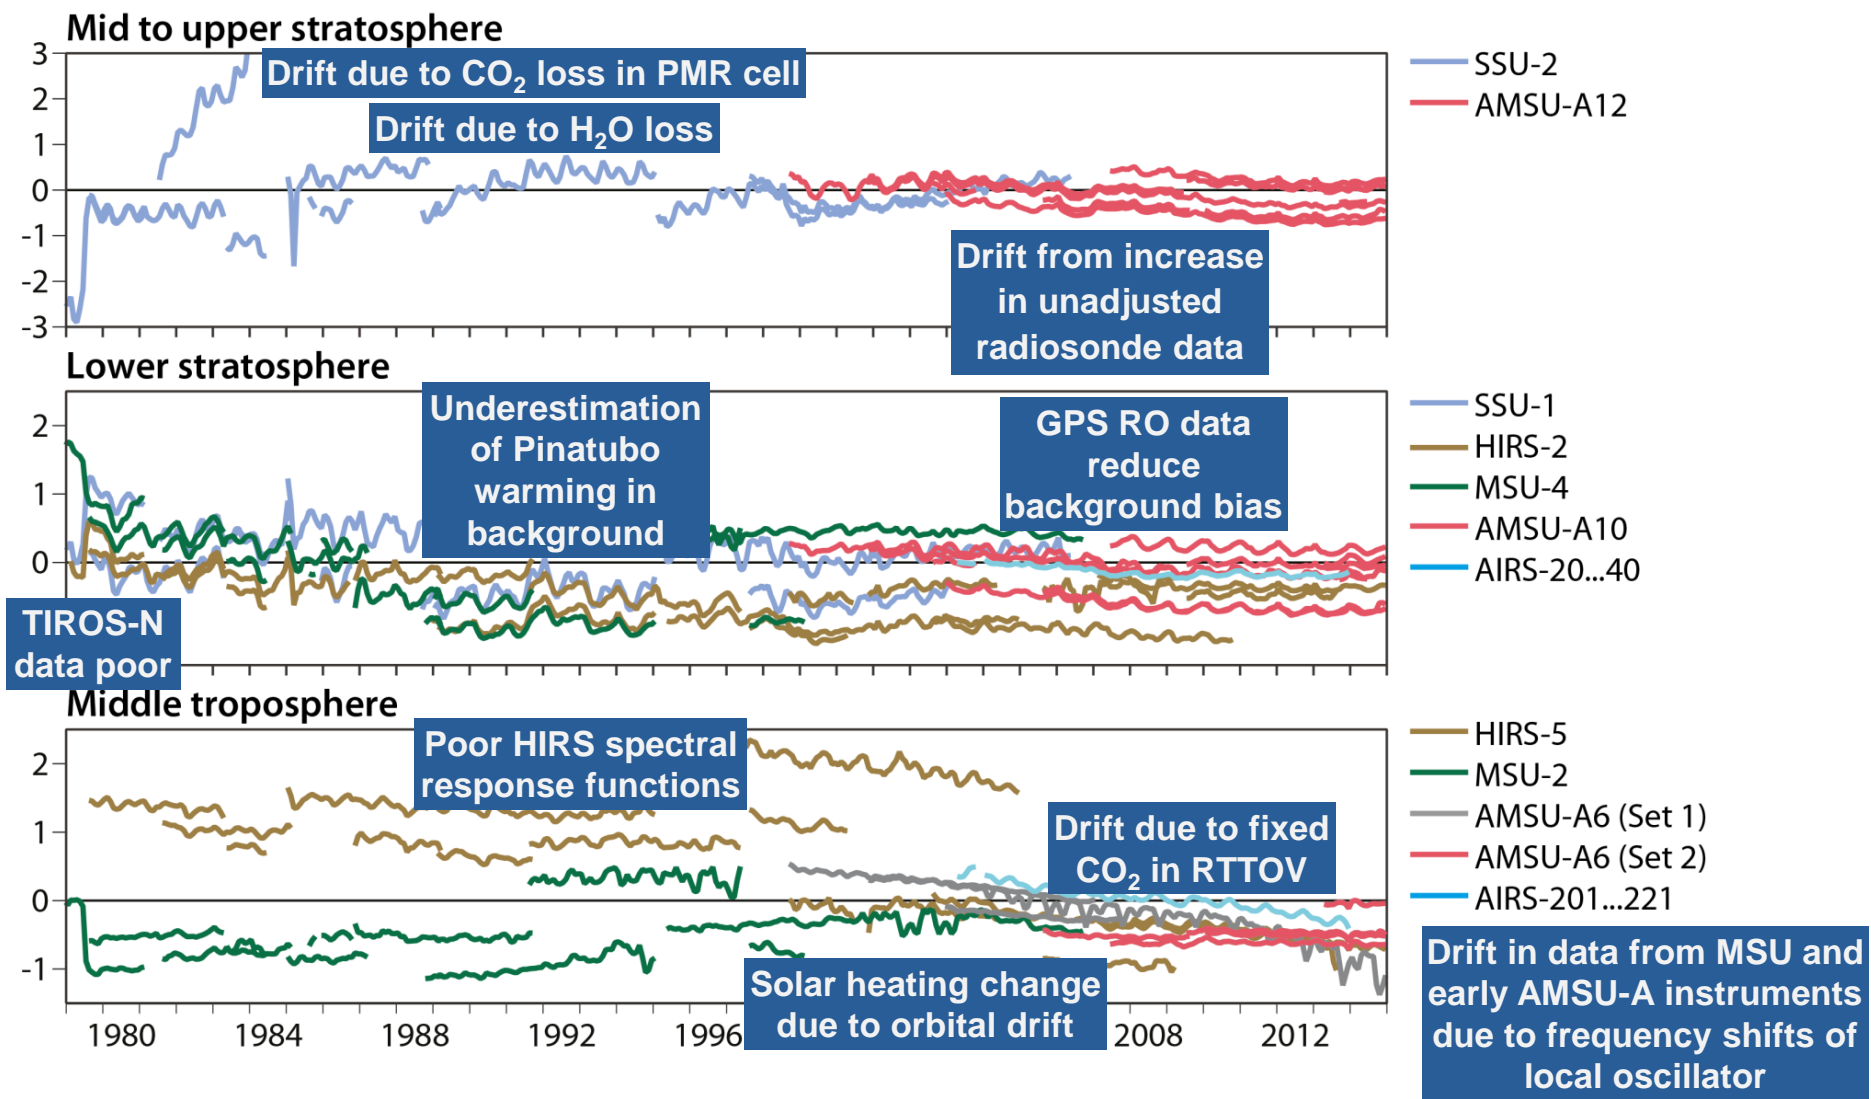 Mid to upper stratosphere
3
2
1
0
-1
-2
-3
Drift due to CO₂ loss in PMR cell
Drift due to H₂O loss
Drift from increase
in unadjusted
radiosonde data
SSU-2
AMSU-A12
Lower stratosphere
2
1
0
Underestimation
of Pinatubo
warming in
background
GPS RO data
reduce
background bias
TIROS-N
data poor
SSU-1
HIRS-2
MSU-4
AMSU-A10
AIRS-20...40
Middle troposphere
2
1
0
-1
Poor HIRS spectral
response functions
Drift due to fixed
CO₂ in RTTOV
Solar heating change
due to orbital drift
HIRS-5
MSU-2
AMSU-A6 (Set 1)
AMSU-A6 (Set 2)
AIRS-201...221
Drift in data from MSU and
early AMSU-A instruments
due to frequency shifts of
local oscillator
1980 1984 1988 1992 1996 2008 2012